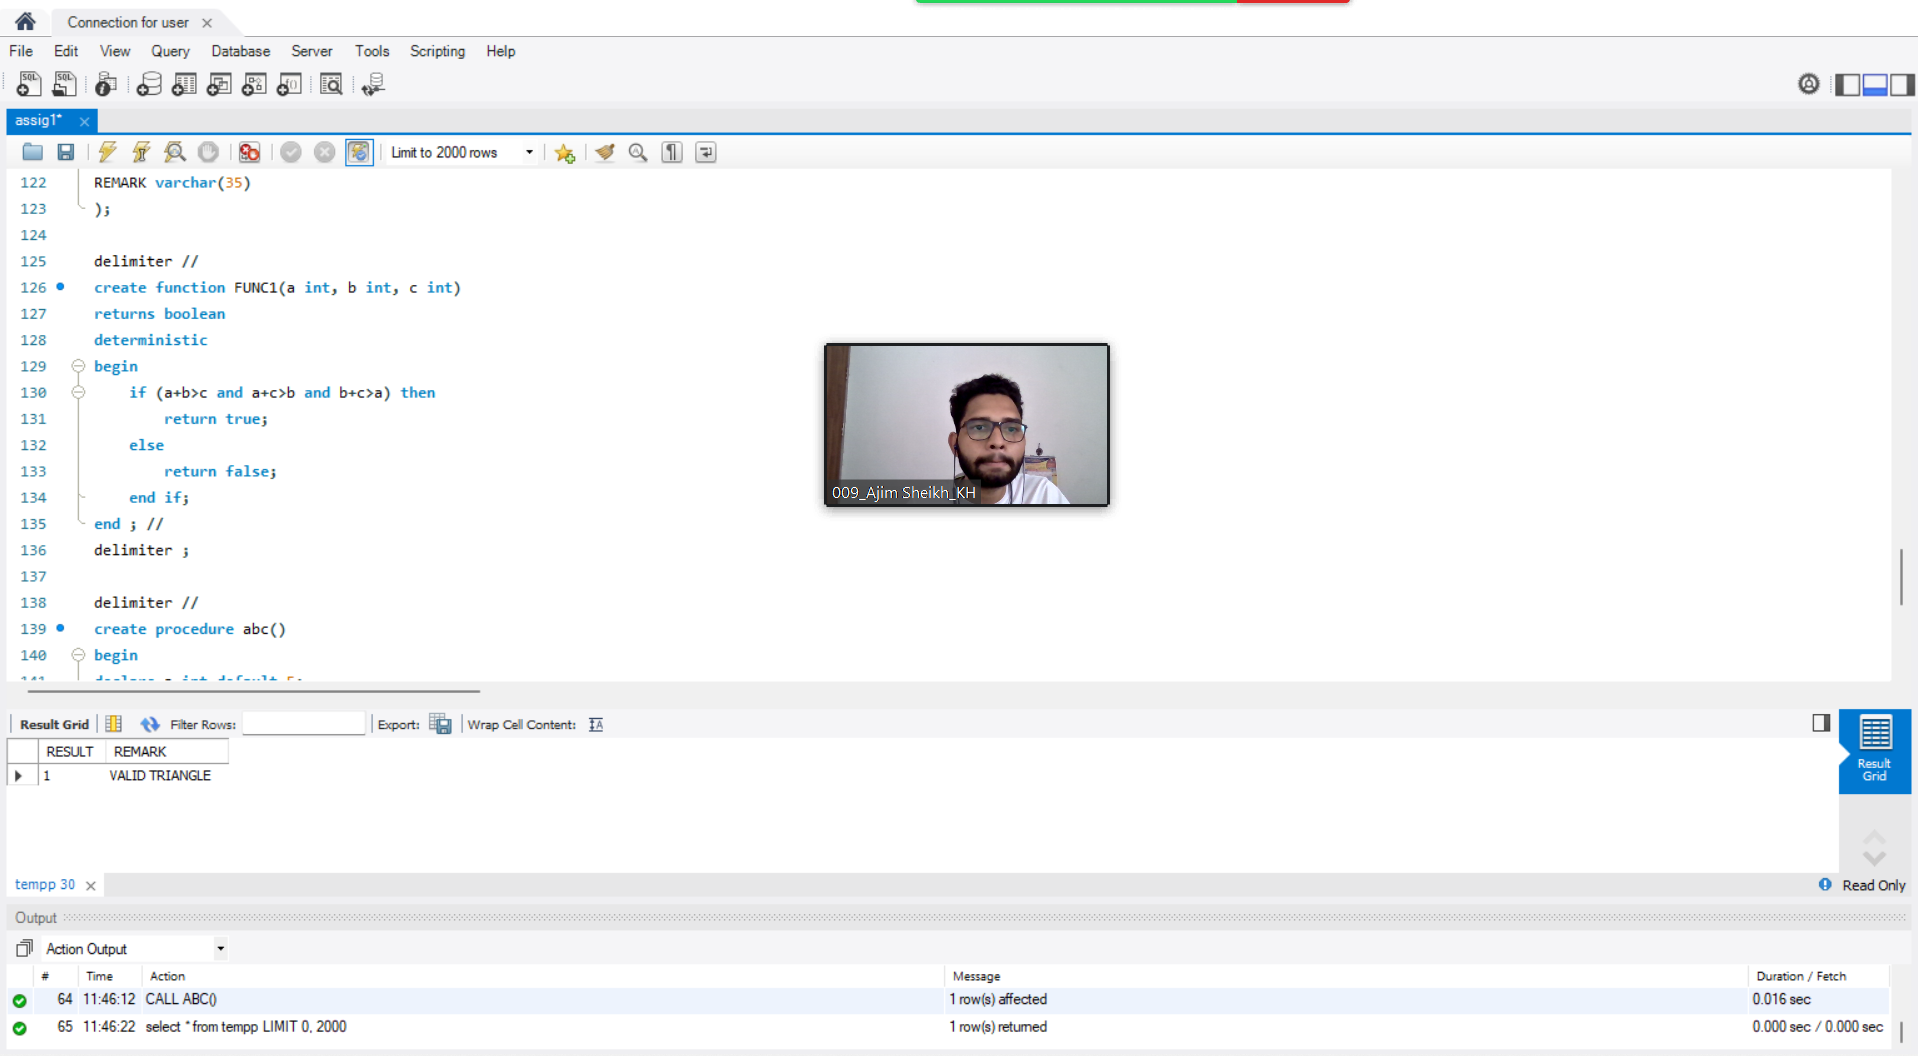 Connection for user
File Edit View Query Database Server Tools Scripting Help
assig1*
Limit to 2000 rows
122 REMARK varchar(35)
123 );
124
125 delimiter //
126 create function FUNC1(a int, b int, c int)
127 returns boolean
128 deterministic
129 begin
130 if (a+b>c and a+c>b and b+c>a) then
131 return true;
132 else
133 return false;
134 end if;
135 end ; //
136 delimiter ;
137
138 delimiter //
139 create procedure abc()
140 begin
141 declare a int default 5;
009_Ajim Sheikh_KH
Result Grid Filter Rows: Export: Wrap Cell Content:
RESULT REMARK
1 VALID TRIANGLE
Result
Grid
tempp 30
Read Only
Output
Action Output
# Time Action Message Duration / Fetch
64 11:46:12 CALL ABC() 1 row(s) affected 0.016 sec
65 11:46:22 select * from tempp LIMIT 0, 2000 1 row(s) returned 0.000 sec / 0.000 sec